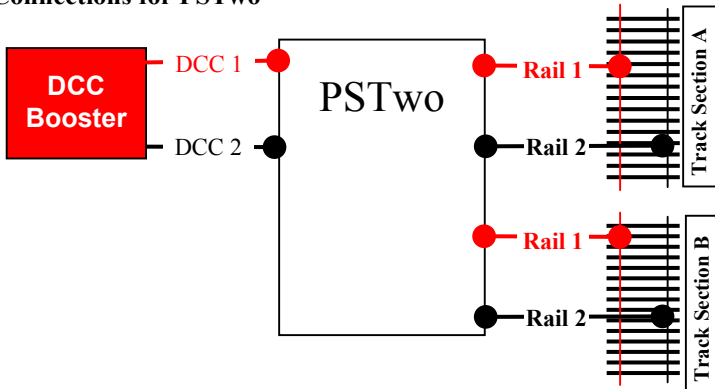 Connections for PSTwo
DCC
Booster
DCC 1
DCC 2
PSTwo
Rail 1
Rail 2
Rail 1
Rail 2
Track Section A
Track Section B